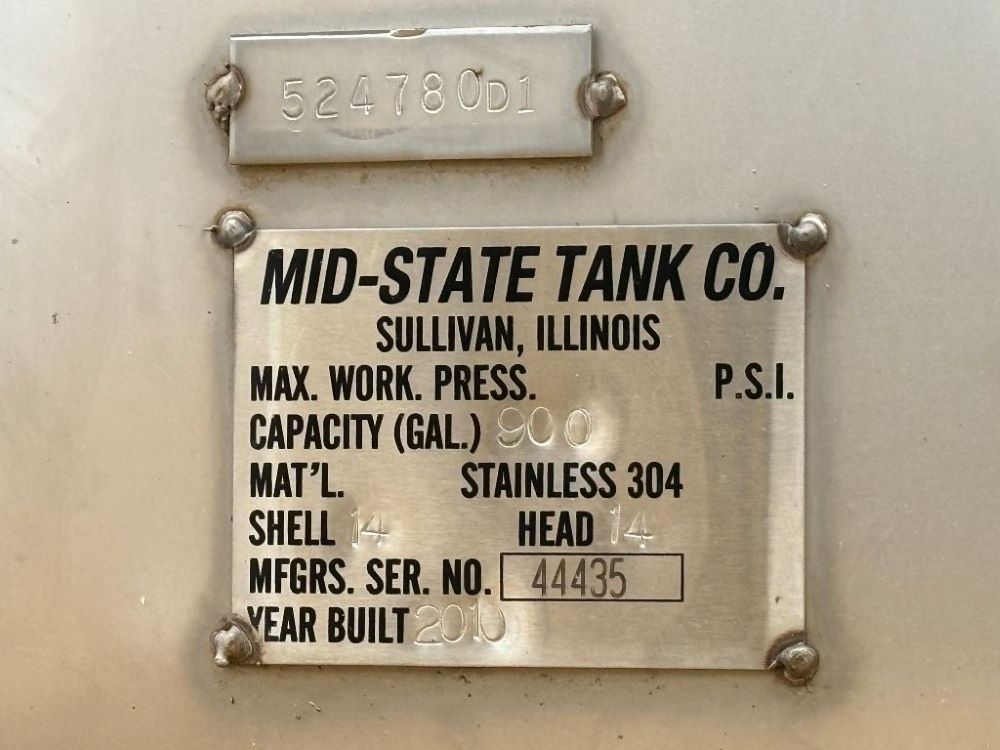 524780D1
MID-STATE TANK CO.
SULLIVAN, ILLINOIS
MAX. WORK. PRESS. P.S.I.
CAPACITY (GAL.) 900
MAT'L. STAINLESS 304
SHELL 14 HEAD 14
MFGRS. SER. NO. 44435
YEAR BUILT 2010